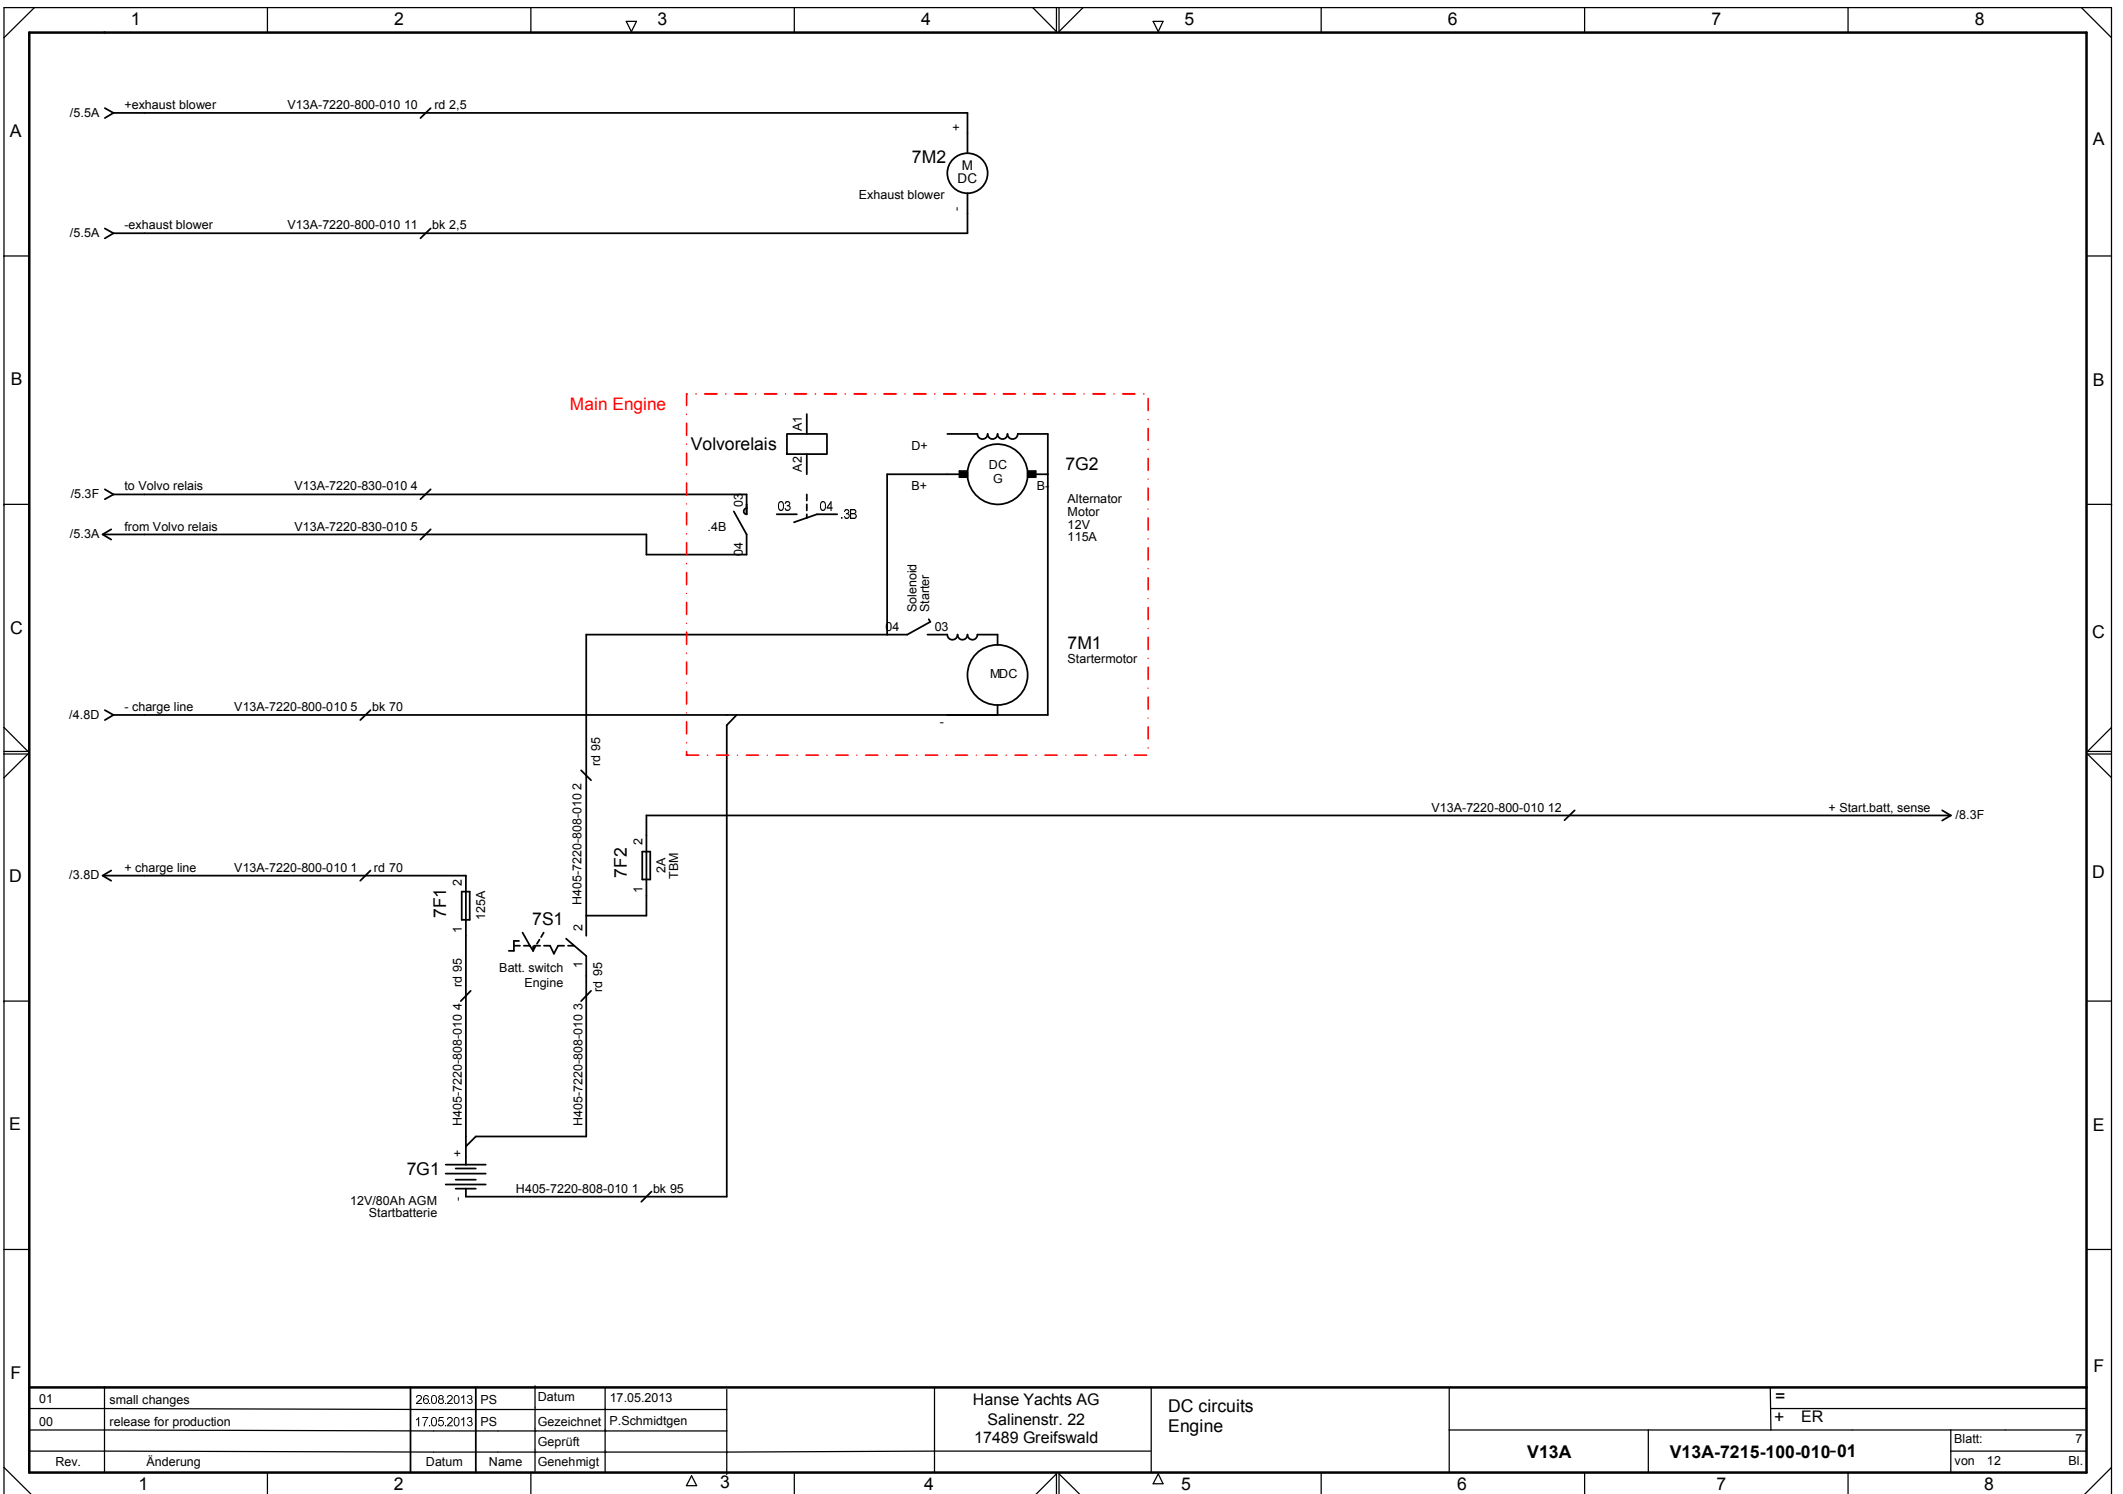 1 2 3 4 5 6 7 8
A
/5.5A +exhaust blower V13A-7220-800-010 10 rd 2,5
+
7M2
M
DC
Exhaust blower
-
/5.5A -exhaust blower V13A-7220-800-010 11 bk 2,5
A
B
B
Main Engine
Volvorelais
A1
A2
D+
B+
DC
G
B-
7G2
Alternator
Motor
12V
115A
/5.3F to Volvo relais V13A-7220-830-010 4
03
.4B
04
03 04 .3B
/5.3A from Volvo relais V13A-7220-830-010 5
C
C
Solenoid
Starter
04 03
MDC
7M1
Startermotor
/4.8D - charge line V13A-7220-800-010 5 bk 70
-
rd 95
H405-7220-808-010 2
V13A-7220-800-010 12 + Start.batt, sense /8.3F
D
D
/3.8D + charge line V13A-7220-800-010 1 rd 70
7F1
2
1
125A
7F2
2
1
2A
TBM
7S1
2
1
Batt. switch
Engine
rd 95
rd 95
H405-7220-808-010 4
H405-7220-808-010 3
E
E
+
7G1
-
12V/80Ah AGM
Startbatterie
H405-7220-808-010 1 bk 95
F
F
01 small changes 26.08.2013 PS Datum 17.05.2013
00 release for production 17.05.2013 PS Gezeichnet P.Schmidtgen
Geprüft
Rev. Änderung Datum Name Genehmigt
Hanse Yachts AG
Salinenstr. 22
17489 Greifswald
DC circuits
Engine
=
+ ER
V13A
V13A-7215-100-010-01
Blatt: 7
von 12 Bl.
1 2 3 4 5 6 7 8